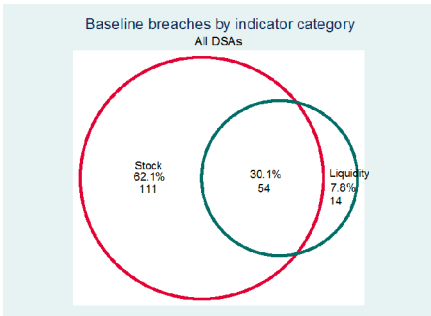 Baseline breaches by indicator category
All DSAs
Stock
62.1%
111
30.1%
54
Liquidity
7.8%
14